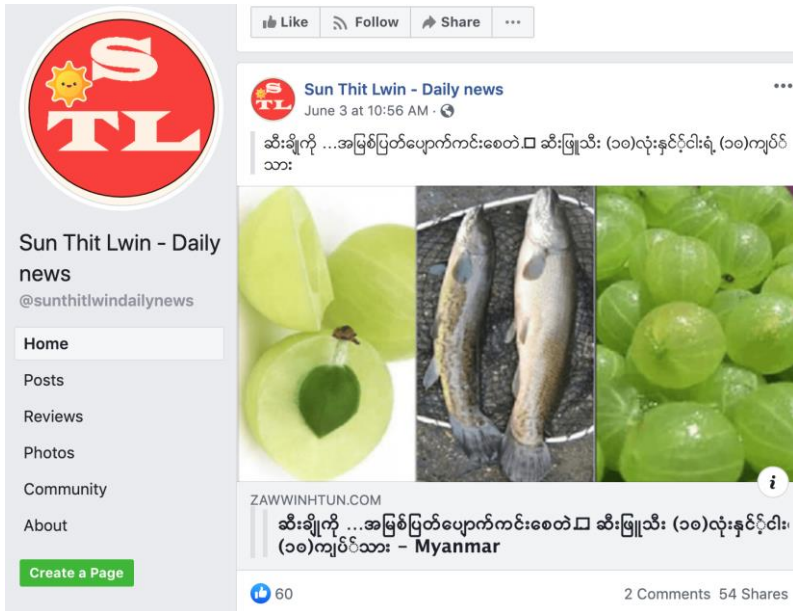 S
TL
Like
Follow
Share
Sun Thit Lwin - Daily news
June 3 at 10:56 AM
ဆီးချိုကို ...အမြစ်ပြတ်ပျောက်ကင်းစေတဲ့ ဆီးဖြူသီး (၁၀)လုံးနှင့််ငါးရံ့ (၁၀)ကျပ််
သား
Sun Thit Lwin - Daily
news
@sunthitlwindailynews
Home
Posts
Reviews
Photos
Community
About
Create a Page
ZAWWINHTUN.COM
ဆီးချိုကို ...အမြစ်ပြတ်ပျောက်ကင်းစေတဲ့ ဆီးဖြူသီး (၁၀)လုံးနှင့််ငါး
(၁၀)ကျပ််သား – Myanmar
60
2 Comments 54 Shares